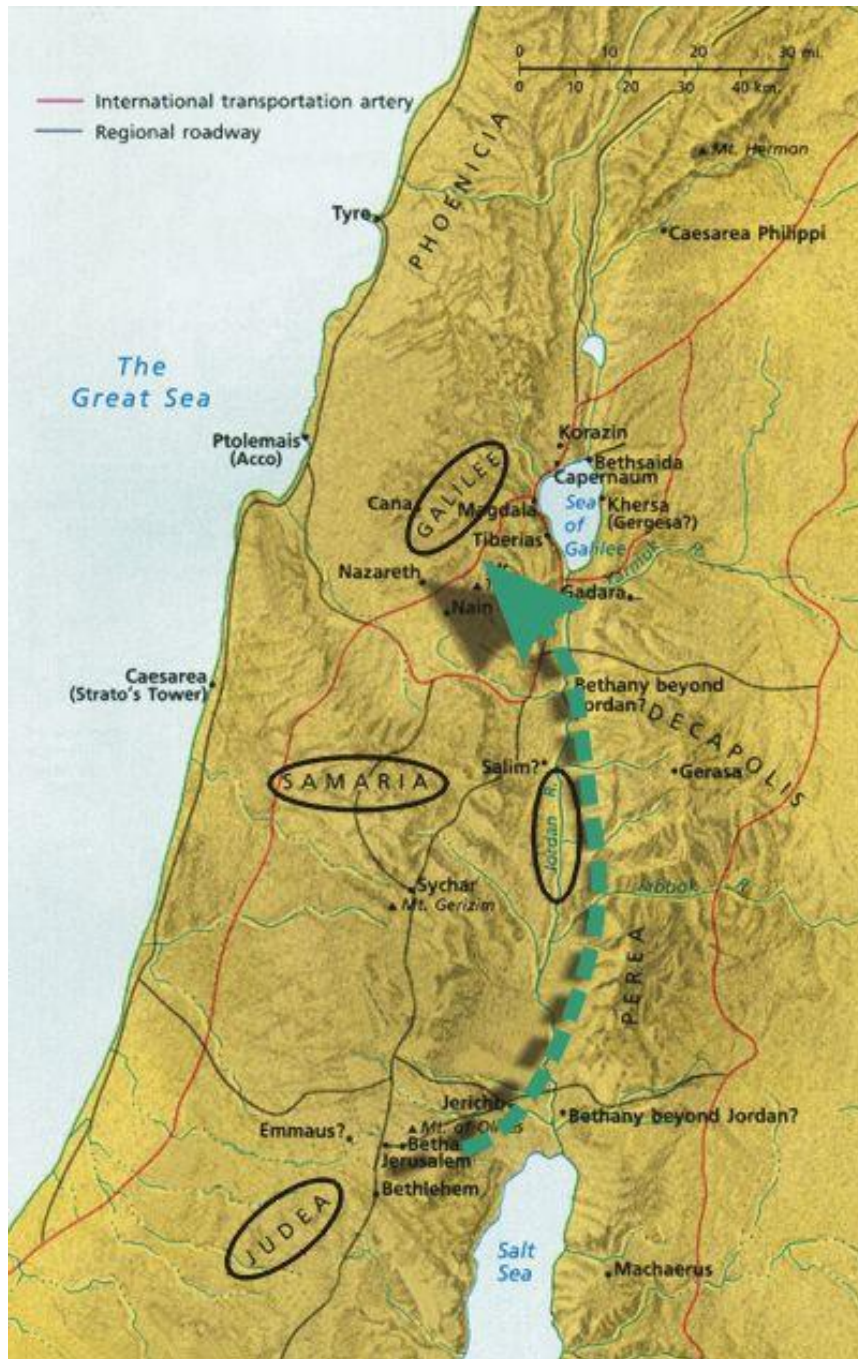 0 20 30 mi.
0 10 20 30 40 km.
International transportation artery
Regional roadway
PHOENICIA
Mt. Hermon
Tyre
Caesarea Philippi
The
Great Sea
Korazin
Ptolemais
(Acco)
Bethsaida
Capernaum
GALILEE
Cana
Magdala
Sea
of
Galilee
Khersa
(Gergesa?)
Tiberias
Yarmuk R.
Nazareth
Gadara
Nain
Caesarea
(Strato's Tower)
Bethany beyond
Jordan?
DECAPOLIS
Salim?
Gerasa
SAMARIA
Jordan R.
Sychar
Mt. Gerizim
Jabbok R.
PEREA
Jericho
Bethany beyond Jordan?
Emmaus?
Mt. of Olives
Jerusalem
Bethlehem
JUDEA
Salt
Sea
Machaerus